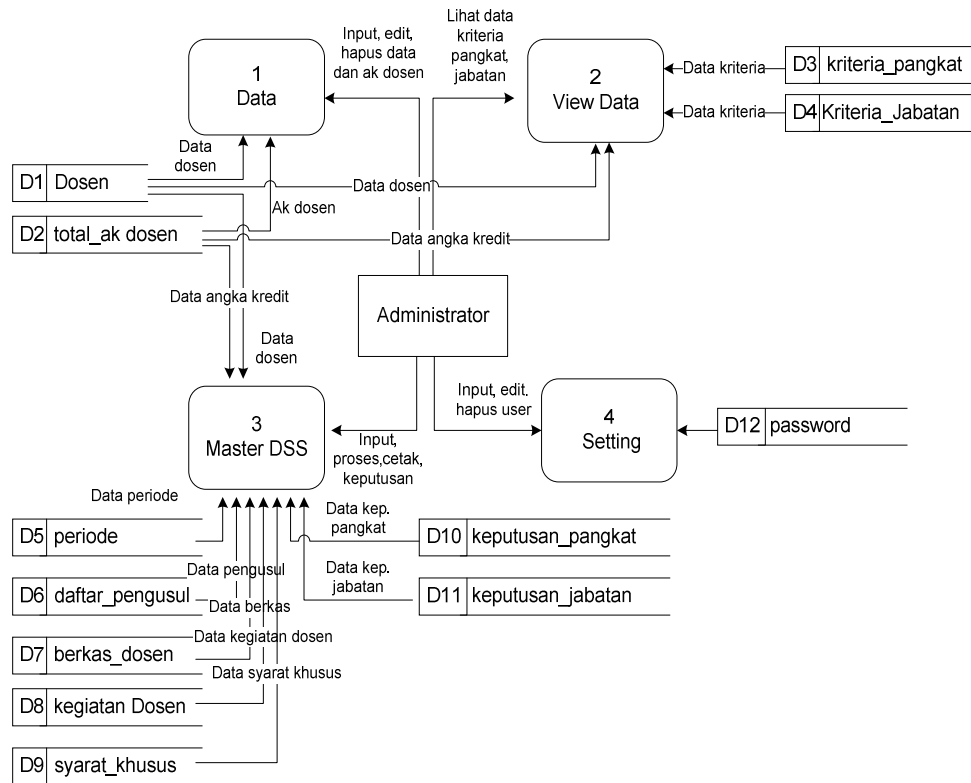 Input, edit,
hapus data
dan ak dosen
Lihat data
kriteria
pangkat,
jabatan
1
Data
2
View Data
Data kriteria
D3 kriteria_pangkat
Data kriteria
D4 Kriteria_Jabatan
Data
dosen
D1 Dosen
Data dosen
Ak dosen
D2 total_ak dosen
Data angka kredit
Data angka kredit
Administrator
Data
dosen
3
Master DSS
Input,
proses,cetak,
keputusan
Input, edit.
hapus user
4
Setting
D12 password
Data periode
D5 periode
Data kep.
pangkat
D10 keputusan_pangkat
Data pengusul
Data kep.
jabatan
D6 daftar_pengusul
Data berkas
D11 keputusan_jabatan
Data kegiatan dosen
D7 berkas_dosen
Data syarat khusus
D8 kegiatan Dosen
D9 syarat_khusus